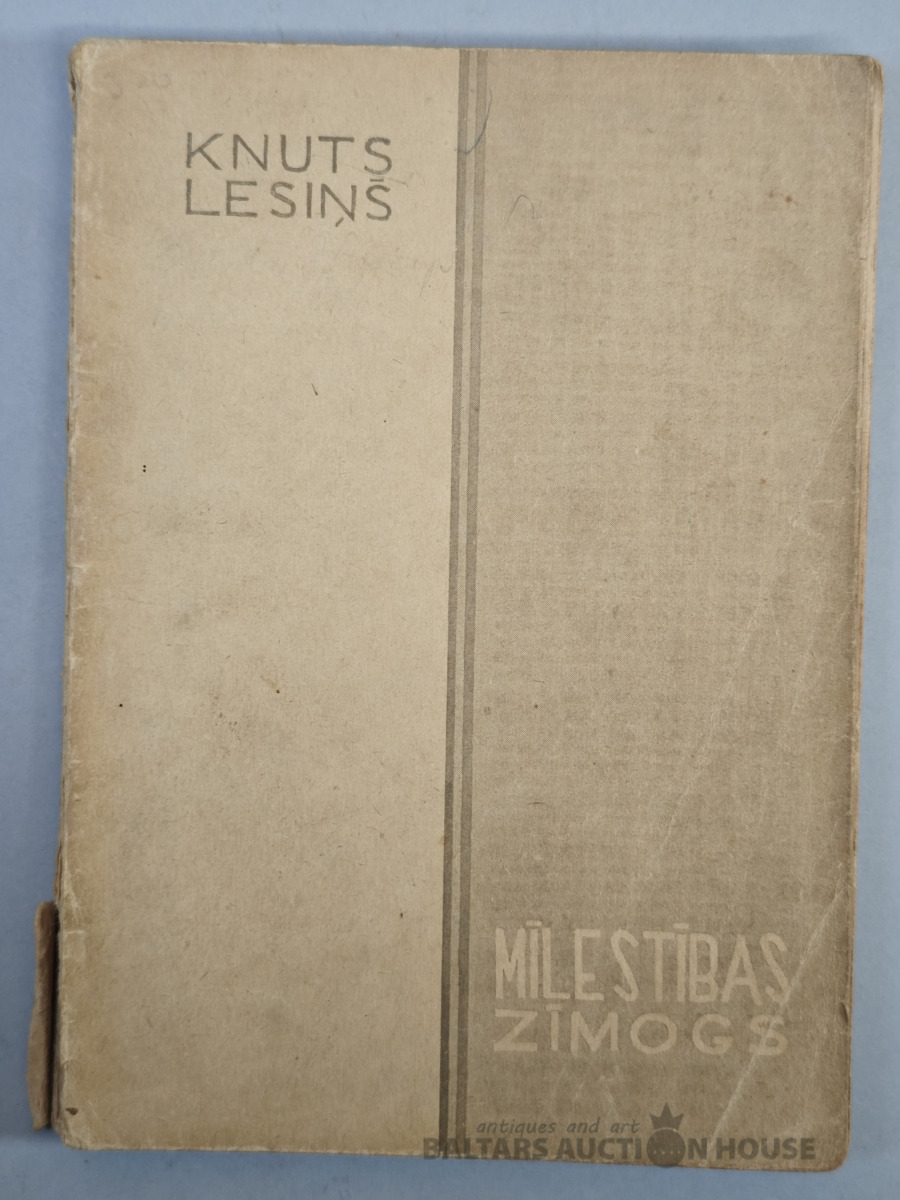 KNUTS
LESIŅŠ
MĪLESTĪBAS
ZĪMOGS
antiques and art
BALTARS AUCTION HOUSE